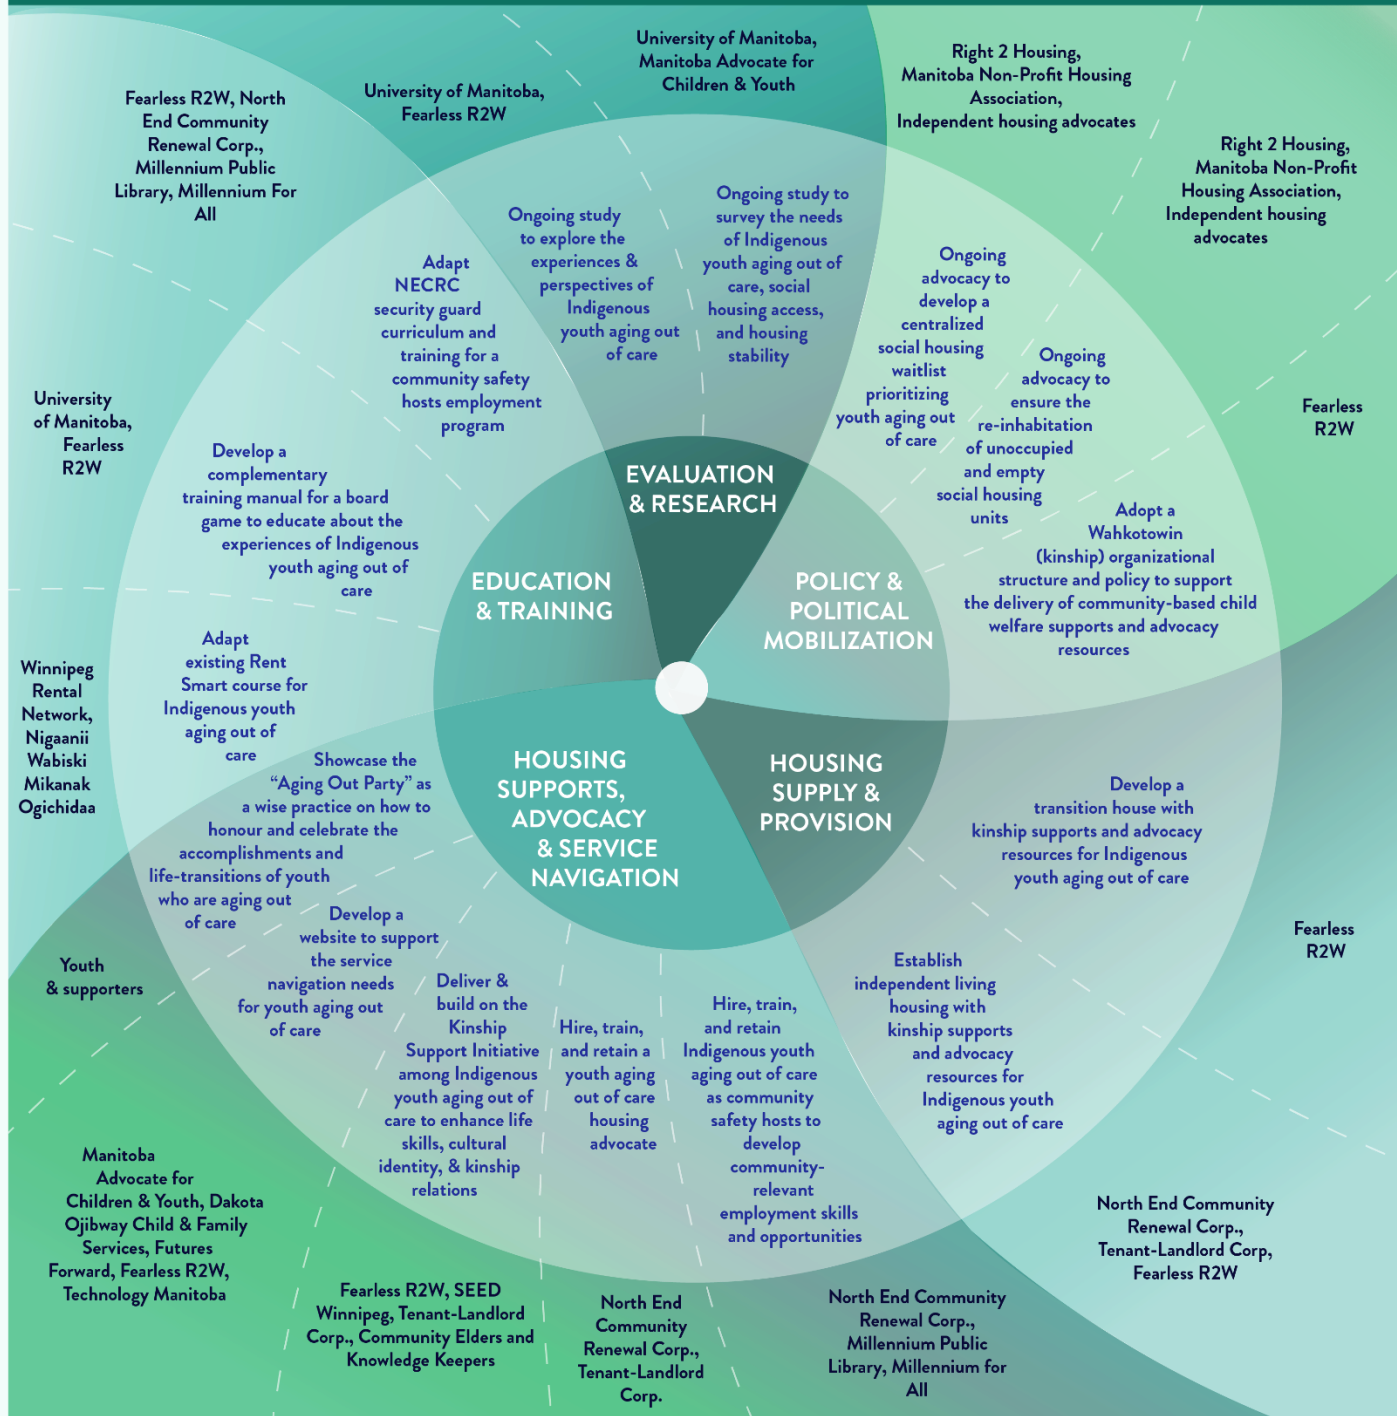 EVALUATION
& RESEARCH
University of Manitoba,
Fearless R2W
Ongoing study
to explore the
experiences &
perspectives of
Indigenous
youth aging out
of care
University of Manitoba,
Manitoba Advocate for
Children & Youth
Ongoing study to
survey the needs
of Indigenous
youth aging out of
care, social
housing access,
and housing
stability
POLICY &
POLITICAL
MOBILIZATION
Right 2 Housing,
Manitoba Non-Profit Housing
Association,
Independent housing advocates
Ongoing
advocacy to
develop a
centralized
social housing
waitlist
prioritizing
youth aging out
of care
Right 2 Housing,
Manitoba Non-Profit
Housing Association,
Independent housing
advocates
Ongoing
advocacy to
ensure the
re-inhabitation
of unoccupied
and empty
social housing
units
Fearless
R2W
Adopt a
Wahkotowin
(kinship) organizational
structure and policy to support
the delivery of community-based child
welfare supports and advocacy
resources
HOUSING
SUPPLY &
PROVISION
Develop a
transition house with
kinship supports and advocacy
resources for Indigenous
youth aging out of care
Fearless
R2W
Establish
independent living
housing with
kinship supports
and advocacy
resources for
Indigenous youth
aging out of care
North End Community
Renewal Corp.,
Tenant-Landlord Corp,
Fearless R2W
HOUSING
SUPPORTS,
ADVOCACY
& SERVICE
NAVIGATION
Hire, train,
and retain
Indigenous youth
aging out of care
as community
safety hosts to
develop
community-
relevant
employment skills
and opportunities
North End Community
Renewal Corp.,
Millennium Public
Library, Millennium for
All
Hire, train,
and retain a
youth aging
out of care
housing
advocate
North End
Community
Renewal Corp.,
Tenant-Landlord
Corp.
Deliver &
build on the
Kinship
Support Initiative
among Indigenous
youth aging out of
care to enhance life
skills, cultural
identity, & kinship
relations
Fearless R2W, SEED
Winnipeg, Tenant-Landlord
Corp., Community Elders and
Knowledge Keepers
Develop a
website to support
the service
navigation needs
for youth aging out
of care
Manitoba
Advocate for
Children & Youth, Dakota
Ojibway Child & Family
Services, Futures
Forward, Fearless R2W,
Technology Manitoba
Showcase the
“Aging Out Party” as
a wise practice on how to
honour and celebrate the
accomplishments and
life-transitions of youth
who are aging out
of care
Youth
& supporters
EDUCATION
& TRAINING
Adapt
existing Rent
Smart course for
Indigenous youth
aging out of
care
Winnipeg
Rental
Network,
Nigaanii
Wabiski
Mikanak
Ogichidaa
Develop a
complementary
training manual for a board
game to educate about the
experiences of Indigenous
youth aging out of
care
University
of Manitoba,
Fearless
R2W
Adapt
NECRC
security guard
curriculum and
training for a
community safety
hosts employment
program
Fearless R2W, North
End Community
Renewal Corp.,
Millennium Public
Library, Millennium For
All